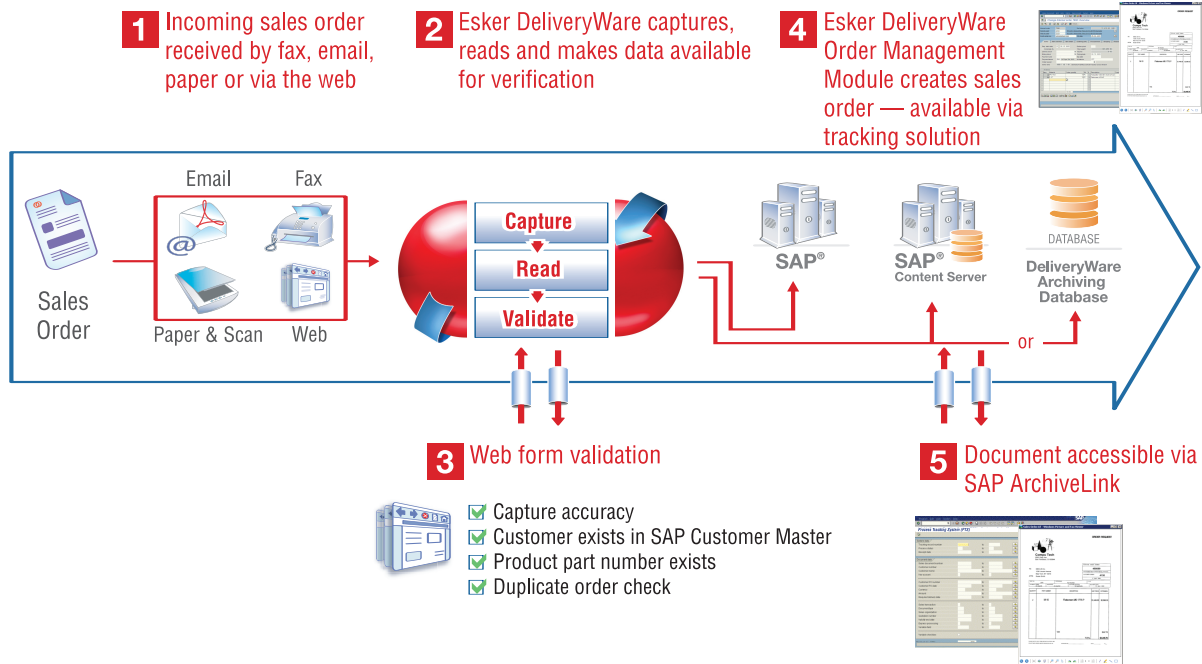 1 Incoming sales order
received by fax, email,
paper or via the web
2 Esker DeliveryWare captures,
reads and makes data available
for verification
4 Esker DeliveryWare
Order Management
Module creates sales
order — available via
tracking solution
Email Fax
Paper & Scan Web
Sales
Order
Capture
Read
Validate
SAP®
SAP®
Content Server
DATABASE
DeliveryWare
Archiving
Database
or
3 Web form validation
Capture accuracy
Customer exists in SAP Customer Master
Product part number exists
Duplicate order check
5 Document accessible via
SAP ArchiveLink
Process Tracking System (PTS)